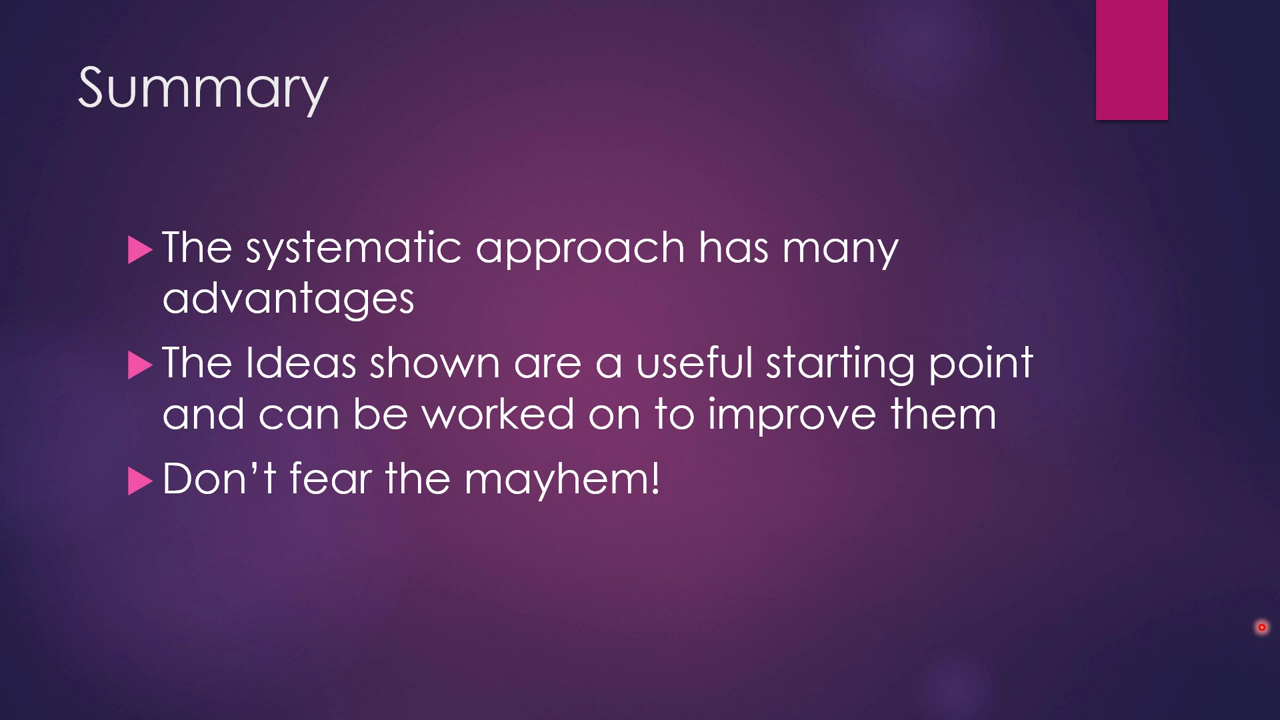 Summary
The systematic approach has many
advantages
The Ideas shown are a useful starting point
and can be worked on to improve them
Don’t fear the mayhem!